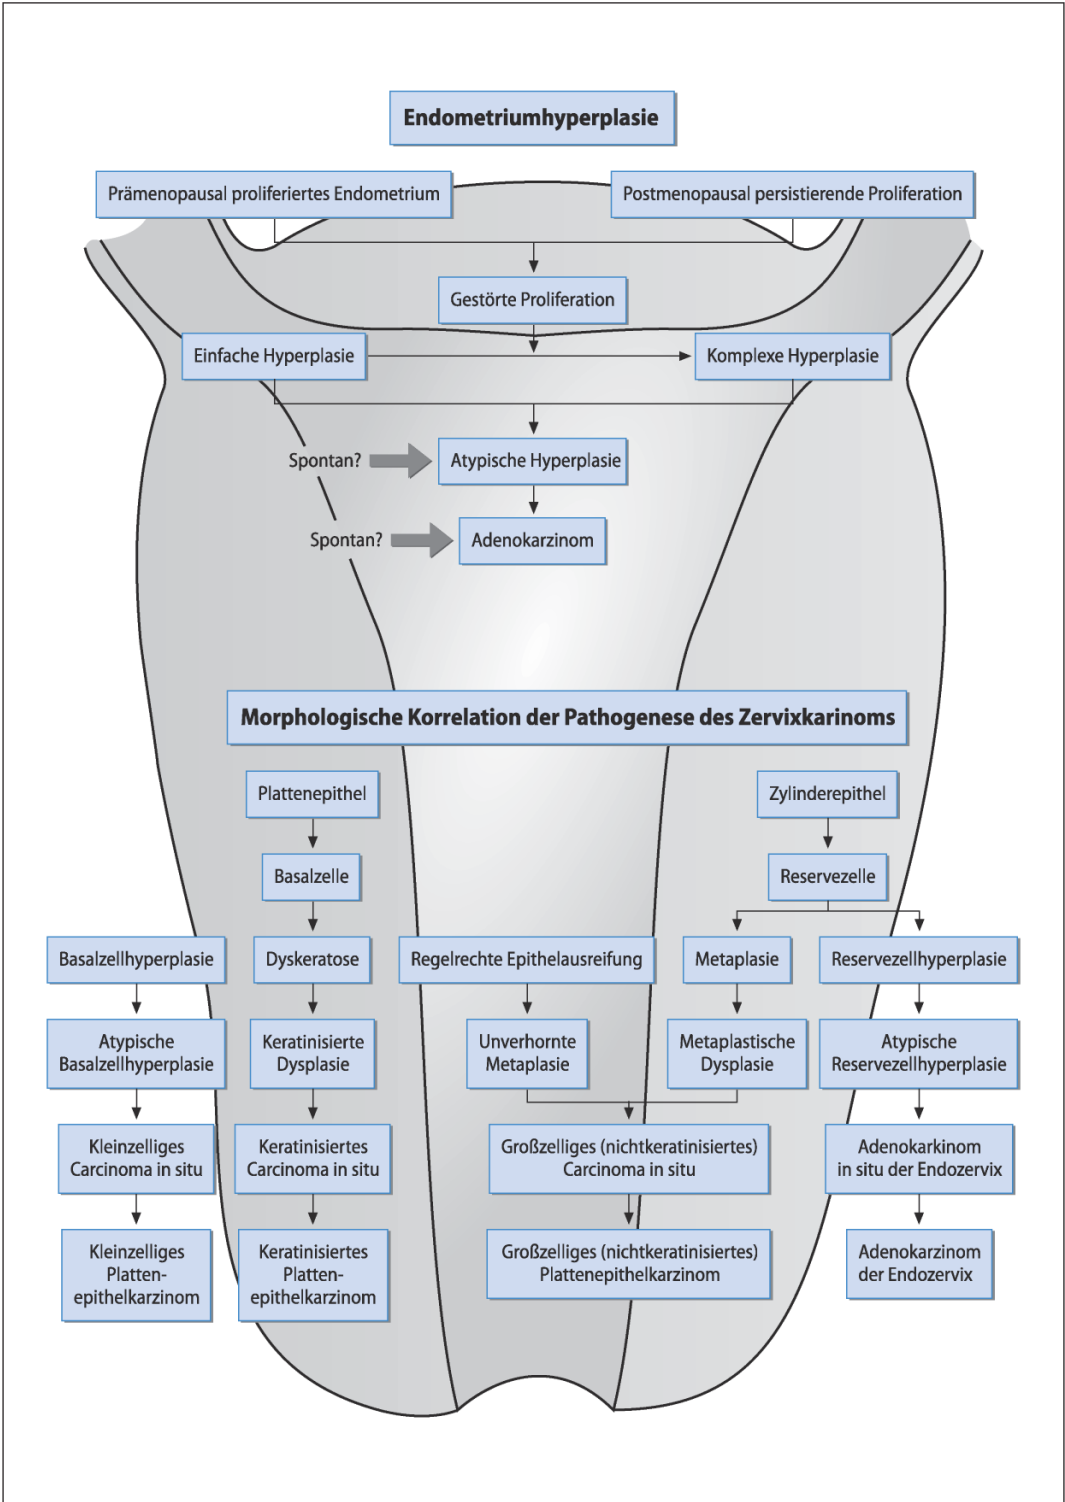 Endometriumhyperplasie
Prämenopausal proliferiertes Endometrium
Postmenopausal persistierende Proliferation
Gestörte Proliferation
Einfache Hyperplasie
Komplexe Hyperplasie
Spontan?
Atypische Hyperplasie
Spontan?
Adenokarzinom
Morphologische Korrelation der Pathogenese des Zervixkarinoms
Plattenepithel
Zylinderepithel
Basalzelle
Reservezelle
Basalzellhyperplasie
Dyskeratose
Regelrechte Epithelausreifung
Metaplasie
Reservezellhyperplasie
Atypische
Basalzellhyperplasie
Keratinisierte
Dysplasie
Unverhornte
Metaplasie
Metaplastische
Dysplasie
Atypische
Reservezellhyperplasie
Kleinzelliges
Carcinoma in situ
Keratinisiertes
Carcinoma in situ
Großzelliges (nichtkeratinisiertes)
Carcinoma in situ
Adenokarkinom
in situ der Endozervix
Kleinzelliges
Platten-
epithelkarzinom
Keratinisiertes
Platten-
epithelkarzinom
Großzelliges (nichtkeratinisiertes)
Plattenepithelkarzinom
Adenokarzinom
der Endozervix